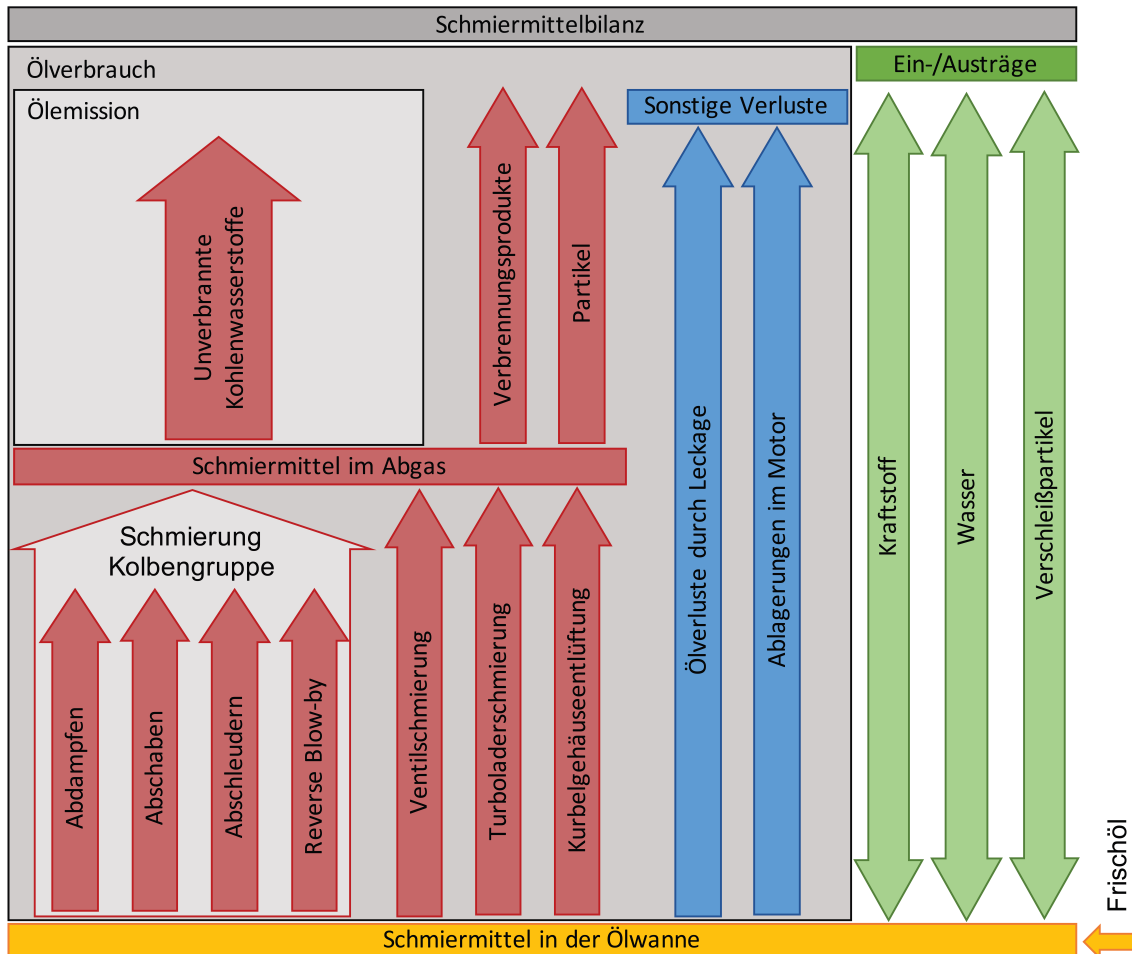 Schmiermittelbilanz
Ölverbrauch
Ein-/Austräge
Ölemission
Sonstige Verluste
Unverbrannte
Kohlenwasserstoffe
Verbrennungsprodukte
Partikel
Schmiermittel im Abgas
Schmierung
Kolbengruppe
Abdampfen
Abschaben
Abschleudern
Reverse Blow-by
Ventilschmierung
Turboladerschmierung
Kurbelgehäuseentlüftung
Ölverluste durch Leckage
Ablagerungen im Motor
Kraftstoff
Wasser
Verschleißpartikel
Frischöl
Schmiermittel in der Ölwanne